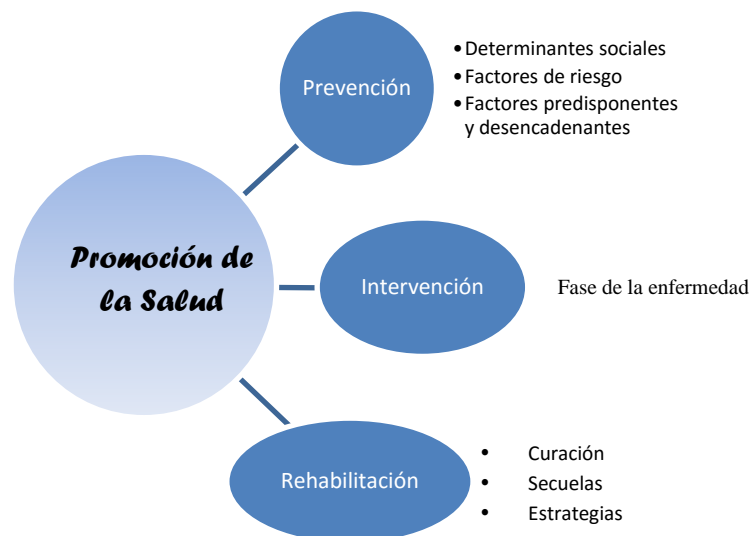 Prevención
•Determinantes sociales
•Factores de riesgo
•Factores predisponentes
y desencadenantes
Promoción de
la Salud
Intervención
Fase de la enfermedad
Rehabilitación
• Curación
• Secuelas
• Estrategias